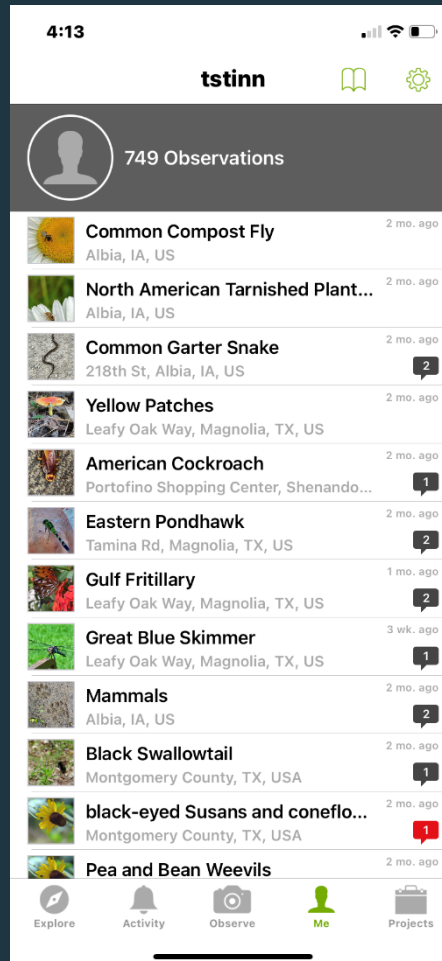 4:13
tstinn
749 Observations
Common Compost Fly
2 mo. ago
Albia, IA, US
North American Tarnished Plant...
2 mo. ago
Albia, IA, US
Common Garter Snake
2 mo. ago
218th St, Albia, IA, US
2
Yellow Patches
2 mo. ago
Leafy Oak Way, Magnolia, TX, US
American Cockroach
2 mo. ago
Portofino Shopping Center, Shenando...
1
Eastern Pondhawk
2 mo. ago
Tamina Rd, Magnolia, TX, US
2
Gulf Fritillary
1 mo. ago
Leafy Oak Way, Magnolia, TX, US
2
Great Blue Skimmer
3 wk. ago
Leafy Oak Way, Magnolia, TX, US
1
Mammals
2 mo. ago
Albia, IA, US
2
Black Swallowtail
2 mo. ago
Montgomery County, TX, USA
1
black-eyed Susans and coneflo...
2 mo. ago
Montgomery County, TX, USA
1
Pea and Bean Weevils
2 mo. ago
Explore
Activity
Observe
Me
Projects